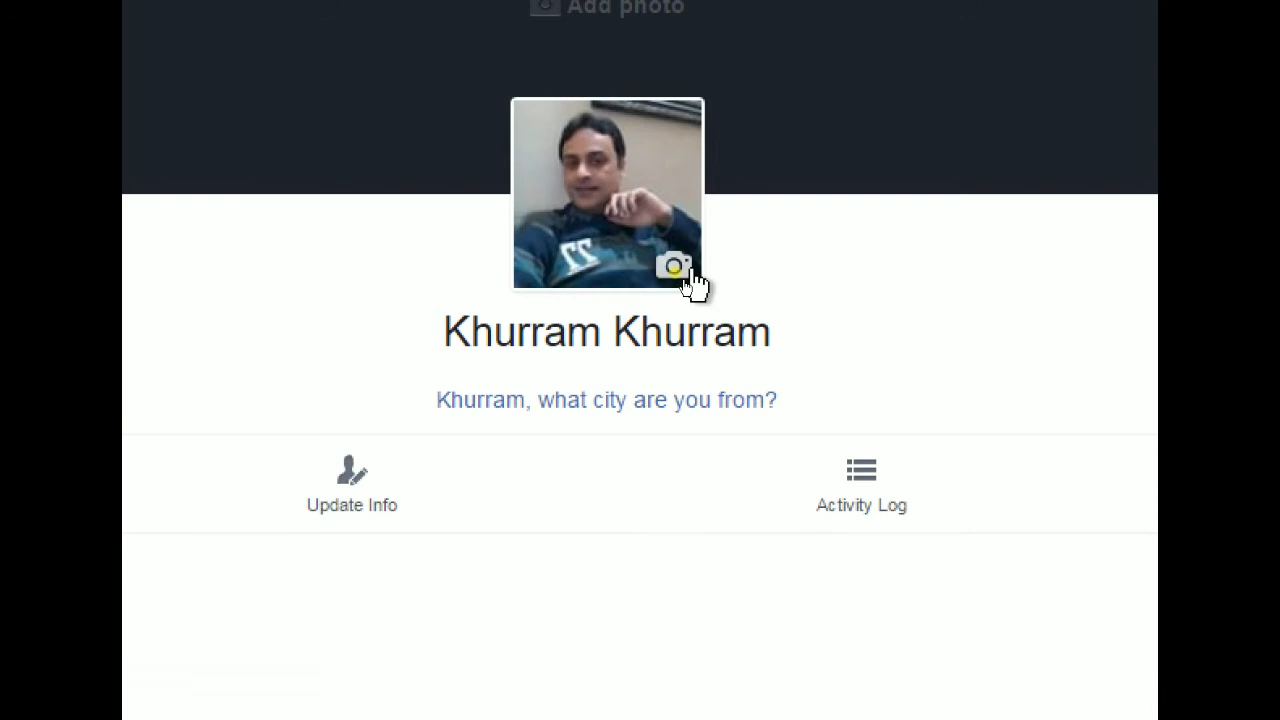 Add photo
Khurram Khurram
Khurram, what city are you from?
Update Info
Activity Log